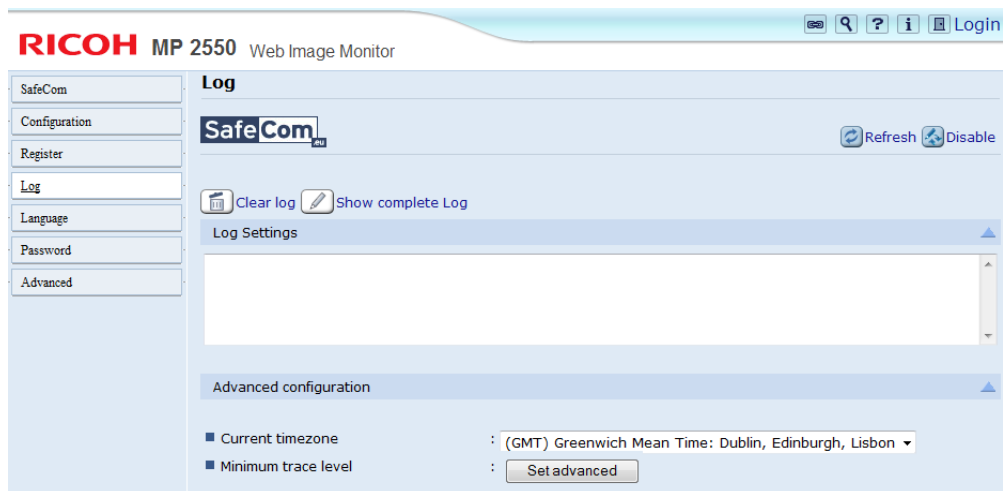 Login
RICOH MP 2550 Web Image Monitor
SafeCom
Configuration
Register
Log
Language
Password
Advanced
Log
SafeCom.eu
Refresh Disable
Clear log Show complete Log
Log Settings
Advanced configuration
Current timezone : (GMT) Greenwich Mean Time: Dublin, Edinburgh, Lisbon
Minimum trace level : Set advanced